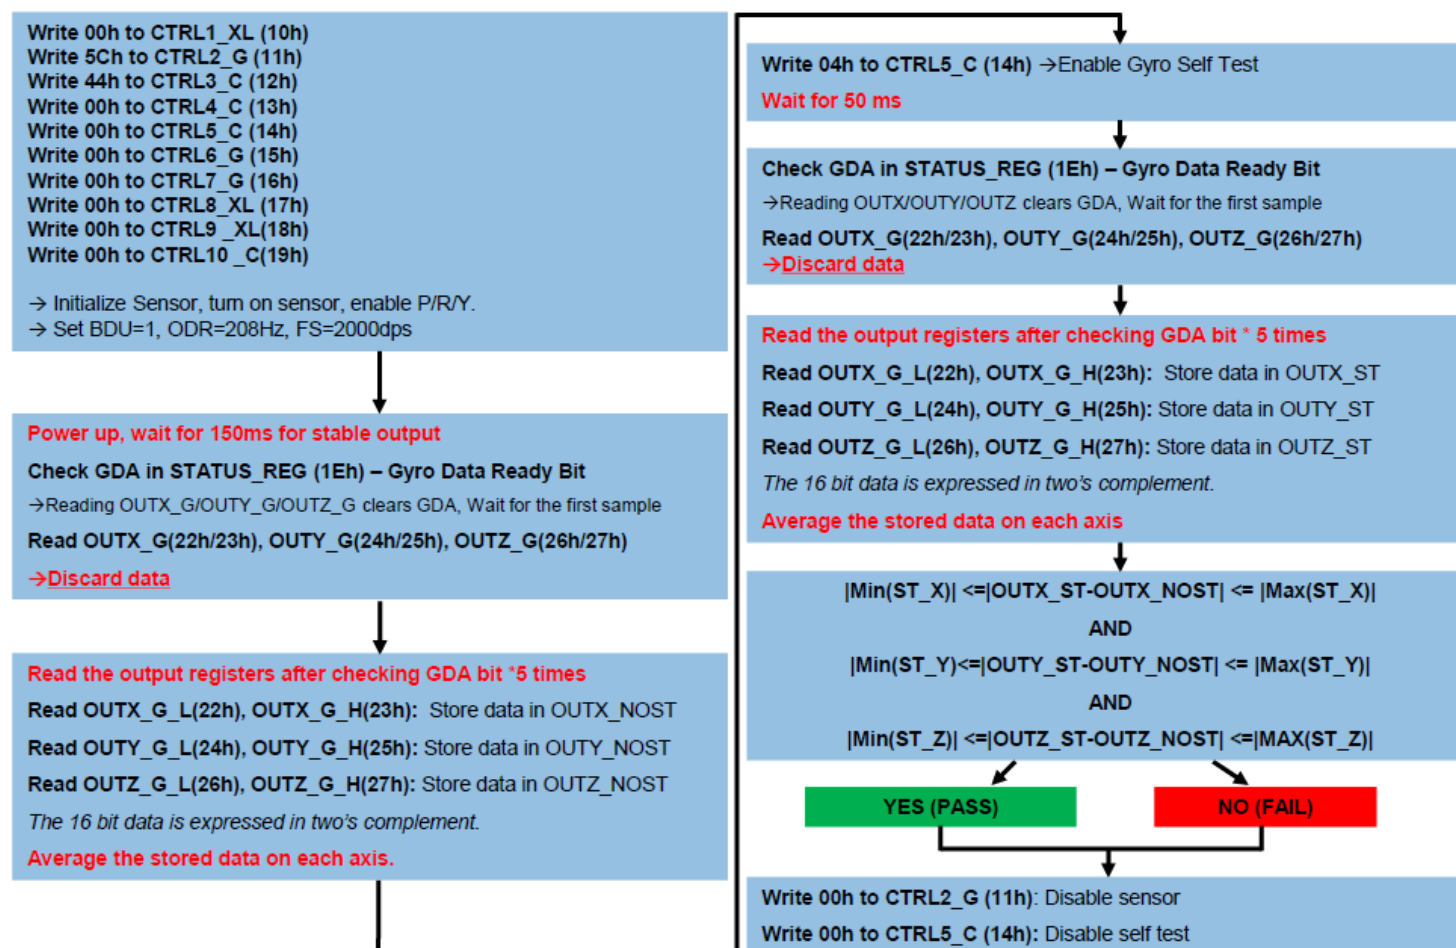 Write 00h to CTRL1_XL (10h)
Write 5Ch to CTRL2_G (11h)
Write 44h to CTRL3_C (12h)
Write 00h to CTRL4_C (13h)
Write 00h to CTRL5_C (14h)
Write 00h to CTRL6_G (15h)
Write 00h to CTRL7_G (16h)
Write 00h to CTRL8_XL (17h)
Write 00h to CTRL9 _XL(18h)
Write 00h to CTRL10 _C(19h)
→ Initialize Sensor, turn on sensor, enable P/R/Y.
→ Set BDU=1, ODR=208Hz, FS=2000dps
Power up, wait for 150ms for stable output
Check GDA in STATUS_REG (1Eh) – Gyro Data Ready Bit
→Reading OUTX_G/OUTY_G/OUTZ_G clears GDA, Wait for the first sample
Read OUTX_G(22h/23h), OUTY_G(24h/25h), OUTZ_G(26h/27h)
→Discard data
Read the output registers after checking GDA bit *5 times
Read OUTX_G_L(22h), OUTX_G_H(23h): Store data in OUTX_NOST
Read OUTY_G_L(24h), OUTY_G_H(25h): Store data in OUTY_NOST
Read OUTZ_G_L(26h), OUTZ_G_H(27h): Store data in OUTZ_NOST
The 16 bit data is expressed in two's complement.
Average the stored data on each axis.
Write 04h to CTRL5_C (14h) →Enable Gyro Self Test
Wait for 50 ms
Check GDA in STATUS_REG (1Eh) – Gyro Data Ready Bit
→Reading OUTX/OUTY/OUTZ clears GDA, Wait for the first sample
Read OUTX_G(22h/23h), OUTY_G(24h/25h), OUTZ_G(26h/27h)
→Discard data
Read the output registers after checking GDA bit * 5 times
Read OUTX_G_L(22h), OUTX_G_H(23h): Store data in OUTX_ST
Read OUTY_G_L(24h), OUTY_G_H(25h): Store data in OUTY_ST
Read OUTZ_G_L(26h), OUTZ_G_H(27h): Store data in OUTZ_ST
The 16 bit data is expressed in two's complement.
Average the stored data on each axis
|Min(ST_X)| <=|OUTX_ST-OUTX_NOST| <= |Max(ST_X)|
AND
|Min(ST_Y)<=|OUTY_ST-OUTY_NOST| <= |Max(ST_Y)|
AND
|Min(ST_Z)| <=|OUTZ_ST-OUTZ_NOST| <=|MAX(ST_Z)|
YES (PASS)
NO (FAIL)
Write 00h to CTRL2_G (11h): Disable sensor
Write 00h to CTRL5_C (14h): Disable self test